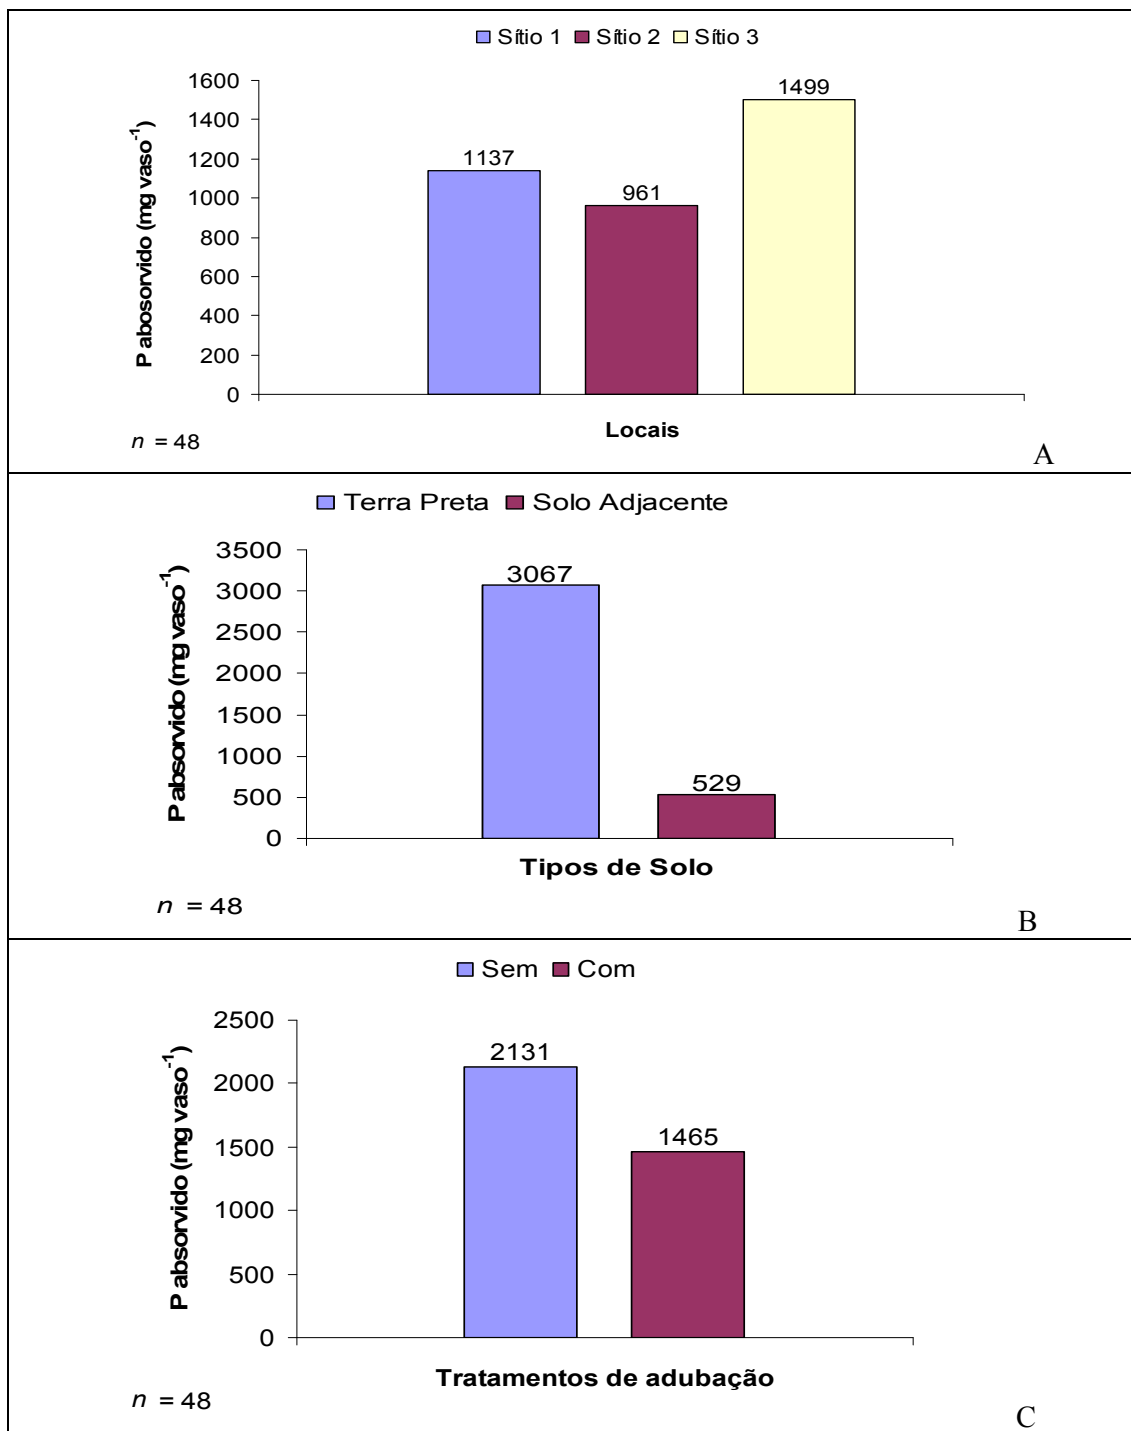 Sítio 1 Sítio 2 Sítio 3
P abosorvido (mg vaso⁻¹)
1600
1400
1200
1000
800
600
400
200
0
1137
961
1499
Locais
n = 48
A
Terra Preta Solo Adjacente
P absorvido (mg vaso⁻¹)
3500
3000
2500
2000
1500
1000
500
0
3067
529
Tipos de Solo
n = 48
B
Sem Com
P absorvido (mg vaso⁻¹)
2500
2000
1500
1000
500
0
2131
1465
Tratamentos de adubação
n = 48
C